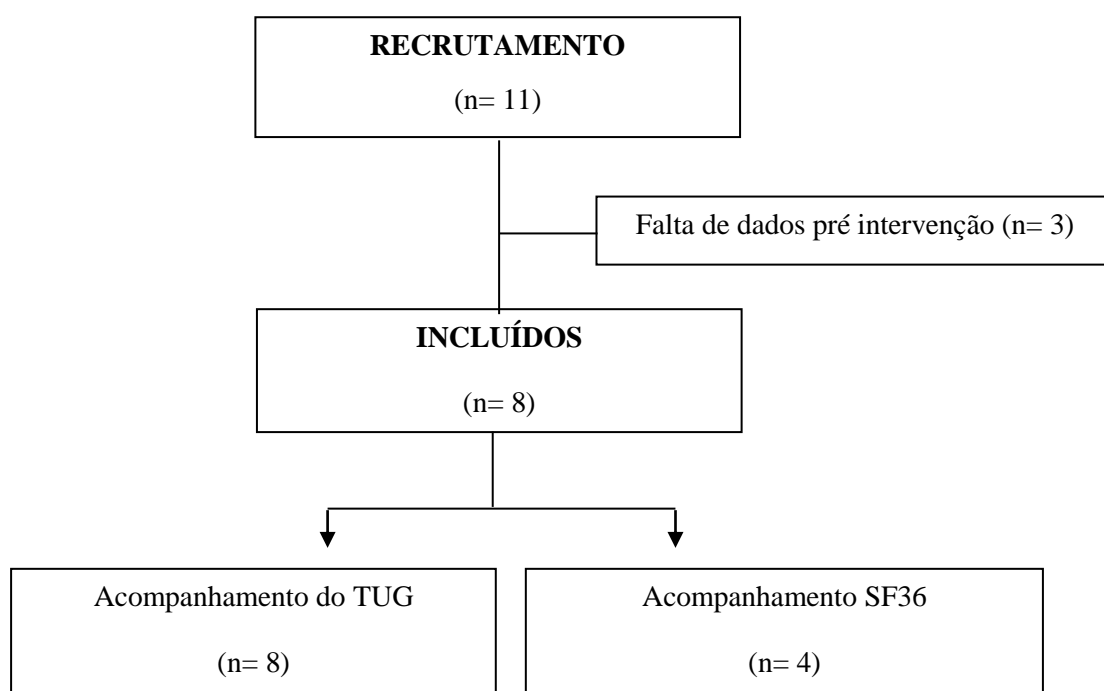 RECRUTAMENTO
(n= 11)
Falta de dados pré intervenção (n= 3)
INCLUÍDOS
(n= 8)
Acompanhamento do TUG
(n= 8)
Acompanhamento SF36
(n= 4)